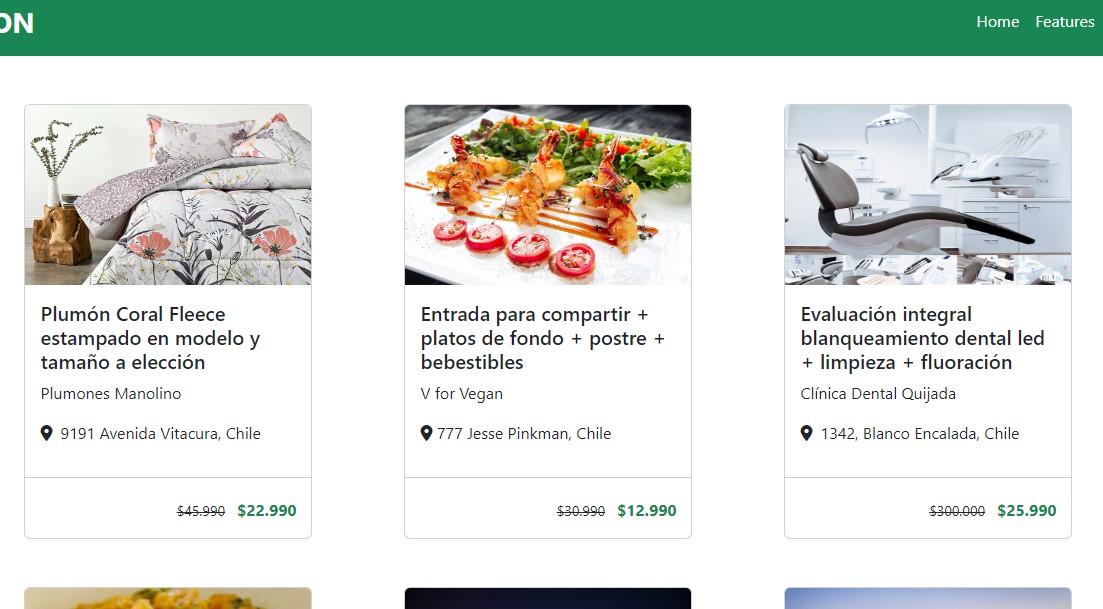 ON
Home Features
Plumón Coral Fleece
estampado en modelo y
tamaño a elección
Plumones Manolino
9191 Avenida Vitacura, Chile
$45.990 $22.990
Entrada para compartir +
platos de fondo + postre +
bebestibles
V for Vegan
777 Jesse Pinkman, Chile
$30.990 $12.990
Evaluación integral
blanqueamiento dental led
+ limpieza + fluoración
Clínica Dental Quijada
1342, Blanco Encalada, Chile
$300.000 $25.990